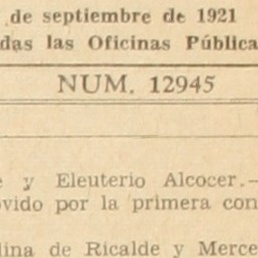 de septiembre de 1921
das las Oficinas Pública
NUM. 12945
y Eleuterio Alcocer.—
ovido por la primera con
lina de Ricalde y Merce